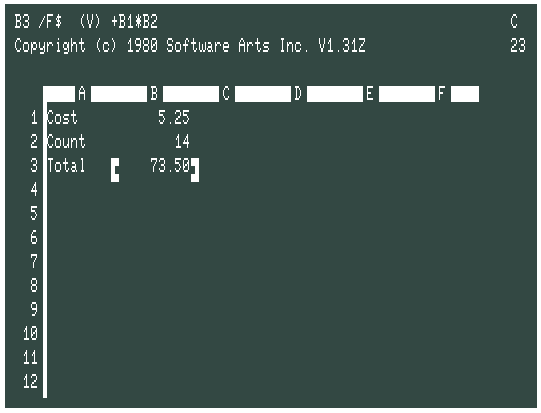 B3 /F$ (V) +B1*B2 C
Copyright (c) 1980 Software Arts Inc. V1.31Z 23
A B C D E F
1 Cost 5.25
2 Count 14
3 Total 73.50
4
5
6
7
8
9
10
11
12